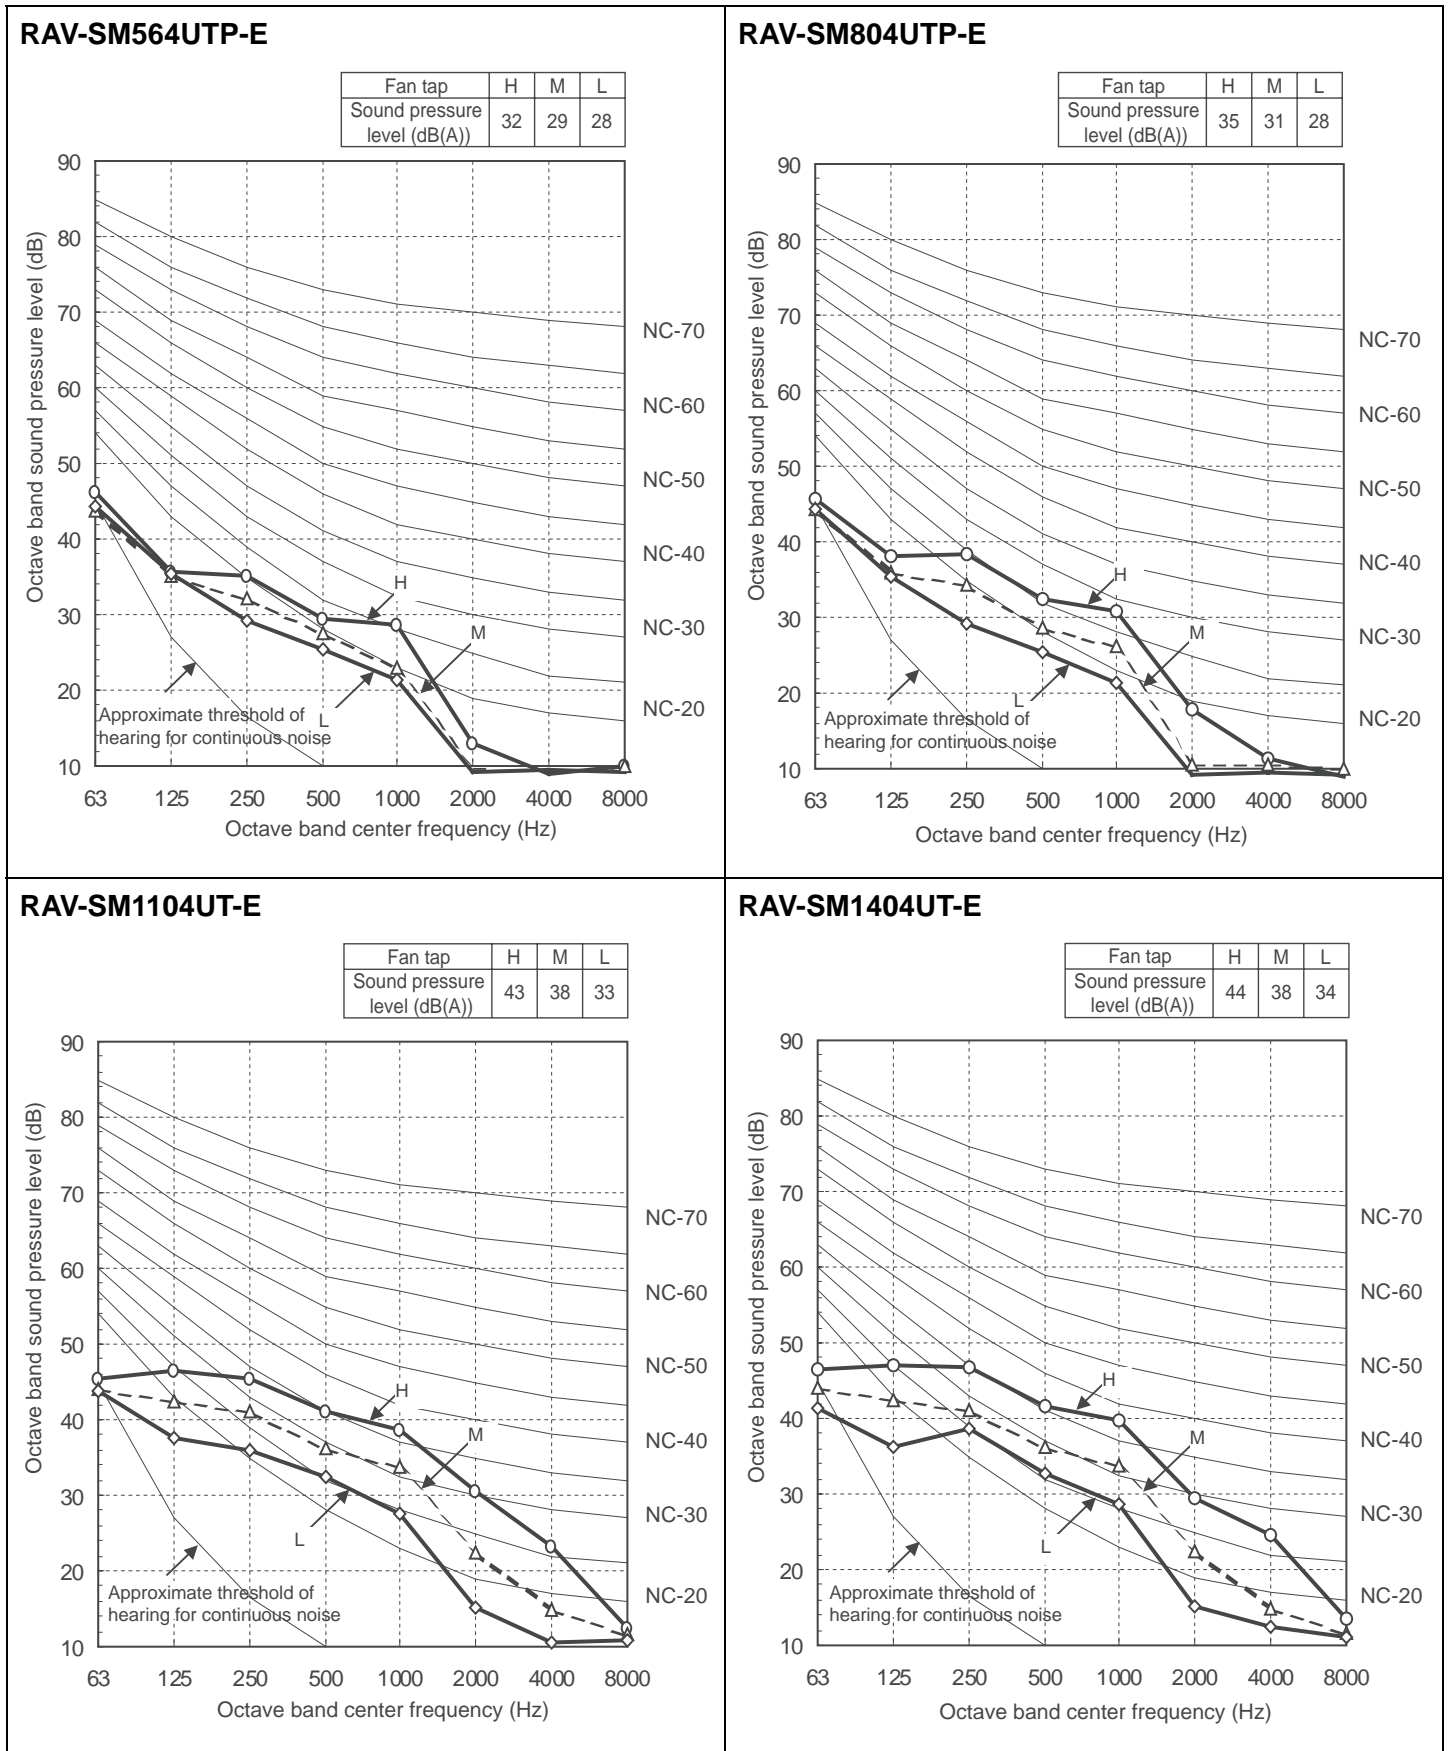 RAV-SM564UTP-E
Fan tap H M L
Sound pressure
level (dB(A)) 32 29 28
Octave band sound pressure level (dB)
90
80
70
60
50
40
30
20
10
NC-70
NC-60
NC-50
NC-40
NC-30
NC-20
H
M
L
Approximate threshold of
hearing for continuous noise
63 125 250 500 1000 2000 4000 8000
Octave band center frequency (Hz)
RAV-SM804UTP-E
Fan tap H M L
Sound pressure
level (dB(A)) 35 31 28
Octave band sound pressure level (dB)
90
80
70
60
50
40
30
20
10
NC-70
NC-60
NC-50
NC-40
NC-30
NC-20
H
M
L
Approximate threshold of
hearing for continuous noise
63 125 250 500 1000 2000 4000 8000
Octave band center frequency (Hz)
RAV-SM1104UT-E
Fan tap H M L
Sound pressure
level (dB(A)) 43 38 33
Octave band sound pressure level (dB)
90
80
70
60
50
40
30
20
10
NC-70
NC-60
NC-50
NC-40
NC-30
NC-20
H
M
L
Approximate threshold of
hearing for continuous noise
63 125 250 500 1000 2000 4000 8000
Octave band center frequency (Hz)
RAV-SM1404UT-E
Fan tap H M L
Sound pressure
level (dB(A)) 44 38 34
Octave band sound pressure level (dB)
90
80
70
60
50
40
30
20
10
NC-70
NC-60
NC-50
NC-40
NC-30
NC-20
H
M
L
Approximate threshold of
hearing for continuous noise
63 125 250 500 1000 2000 4000 8000
Octave band center frequency (Hz)